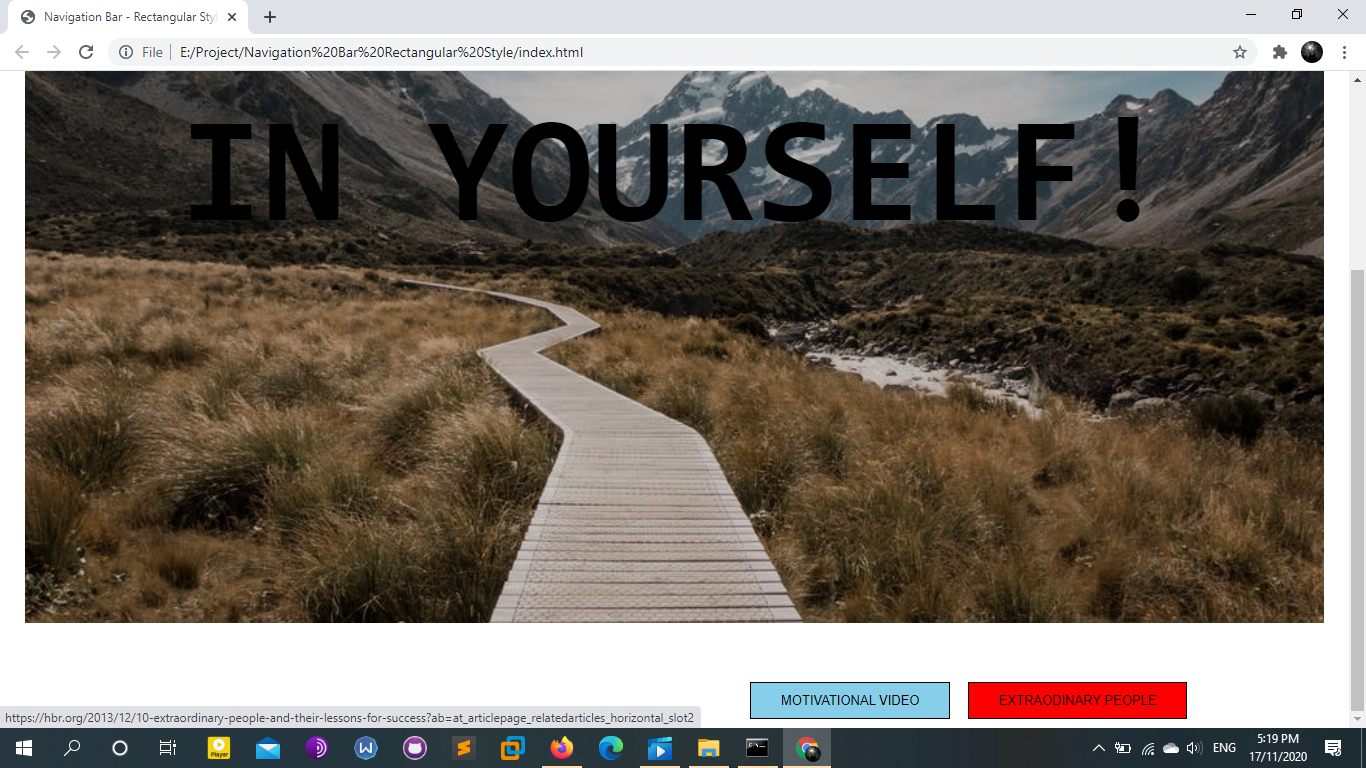 Navigation Bar - Rectangular Sty
File
E:/Project/Navigation%20Bar%20Rectangular%20Style/index.html
IN YOURSELF!
MOTIVATIONAL VIDEO
EXTRAODINARY PEOPLE
https://hbr.org/2013/12/10-extraordinary-people-and-their-lessons-for-success?ab=at_articlepage_relatedarticles_horizontal_slot2
Player
W
ENG
5:19 PM
17/11/2020